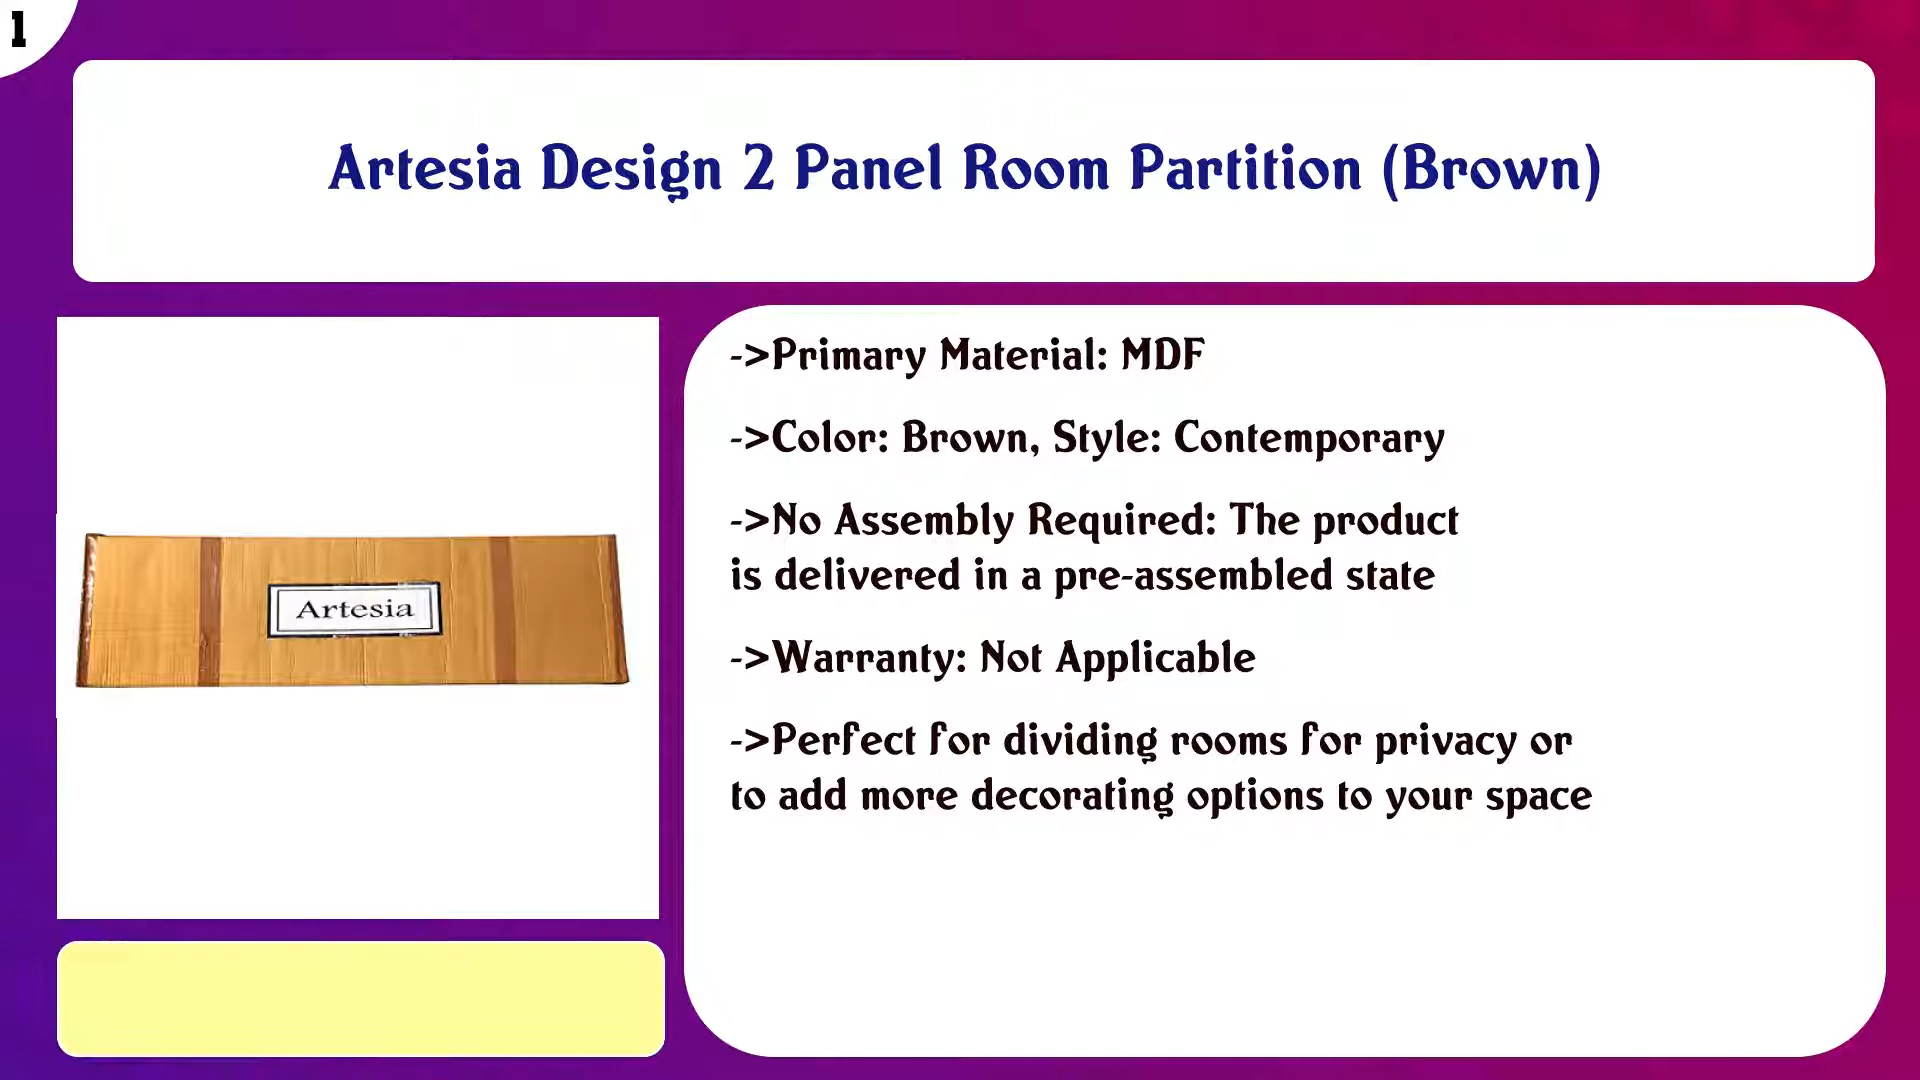 1
Artesia Design 2 Panel Room Partition (Brown)
Artesia
->Primary Material: MDF
->Color: Brown, Style: Contemporary
->No Assembly Required: The product
is delivered in a pre-assembled state
->Warranty: Not Applicable
->Perfect for dividing rooms for privacy or
to add more decorating options to your space